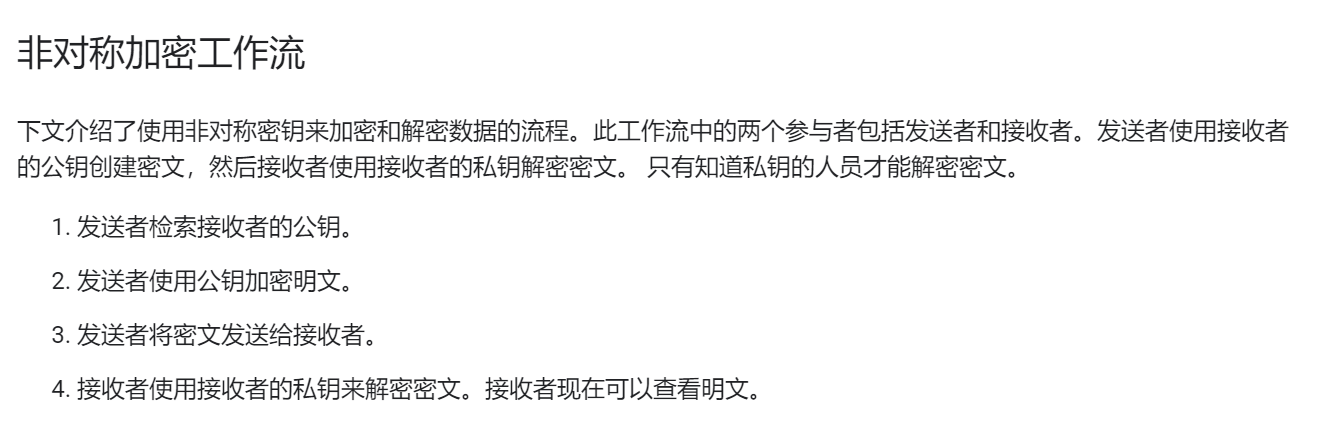 非对称加密工作流
下文介绍了使用非对称密钥来加密和解密数据的流程。此工作流中的两个参与者包括发送者和接收者。发送者使用接收者
的公钥创建密文，然后接收者使用接收者的私钥解密密文。 只有知道私钥的人员才能解密密文。
1. 发送者检索接收者的公钥。
2. 发送者使用公钥加密明文。
3. 发送者将密文发送给接收者。
4. 接收者使用接收者的私钥来解密密文。接收者现在可以查看明文。